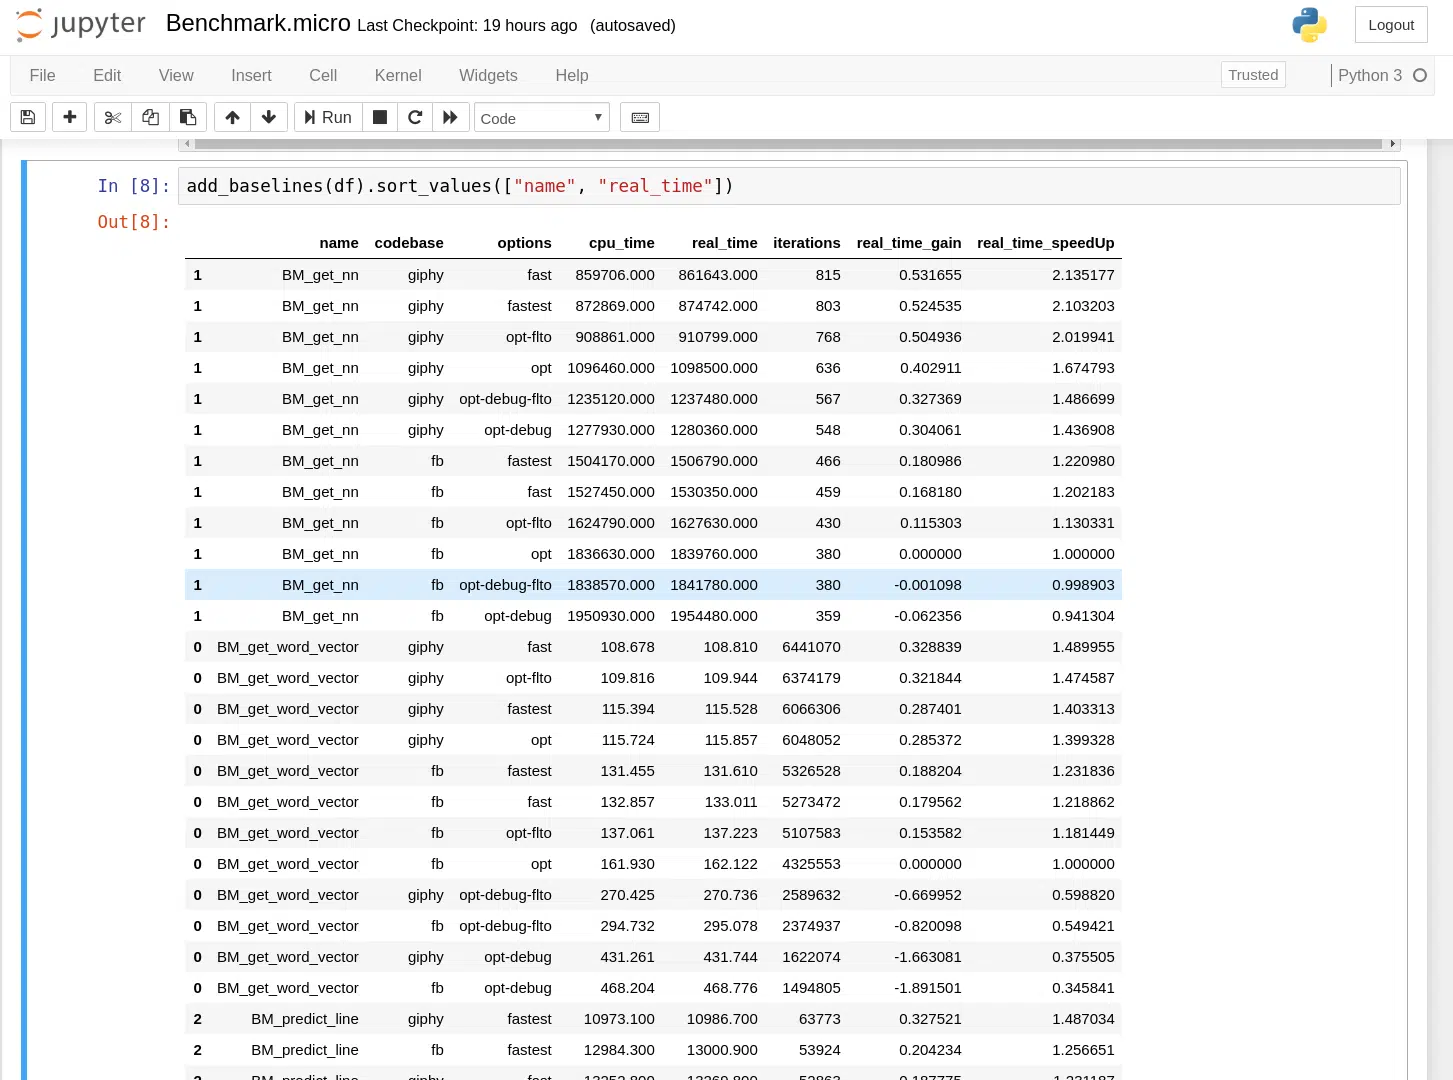 jupyter Benchmark.micro Last Checkpoint: 19 hours ago (autosaved) Logout
File Edit View Insert Cell Kernel Widgets Help Trusted Python 3
Run Code
In [8]: add_baselines(df).sort_values(["name", "real_time"])
Out[8]:
name codebase options cpu_time real_time iterations real_time_gain real_time_speedUp
1 BM_get_nn giphy fast 859706.000 861643.000 815 0.531655 2.135177
1 BM_get_nn giphy fastest 872869.000 874742.000 803 0.524535 2.103203
1 BM_get_nn giphy opt-flto 908861.000 910799.000 768 0.504936 2.019941
1 BM_get_nn giphy opt 1096460.000 1098500.000 636 0.402911 1.674793
1 BM_get_nn giphy opt-debug-flto 1235120.000 1237480.000 567 0.327369 1.486699
1 BM_get_nn giphy opt-debug 1277930.000 1280360.000 548 0.304061 1.436908
1 BM_get_nn fb fastest 1504170.000 1506790.000 466 0.180986 1.220980
1 BM_get_nn fb fast 1527450.000 1530350.000 459 0.168180 1.202183
1 BM_get_nn fb opt-flto 1624790.000 1627630.000 430 0.115303 1.130331
1 BM_get_nn fb opt 1836630.000 1839760.000 380 0.000000 1.000000
1 BM_get_nn fb opt-debug-flto 1838570.000 1841780.000 380 -0.001098 0.998903
1 BM_get_nn fb opt-debug 1950930.000 1954480.000 359 -0.062356 0.941304
0 BM_get_word_vector giphy fast 108.678 108.810 6441070 0.328839 1.489955
0 BM_get_word_vector giphy opt-flto 109.816 109.944 6374179 0.321844 1.474587
0 BM_get_word_vector giphy fastest 115.394 115.528 6066306 0.287401 1.403313
0 BM_get_word_vector giphy opt 115.724 115.857 6048052 0.285372 1.399328
0 BM_get_word_vector fb fastest 131.455 131.610 5326528 0.188204 1.231836
0 BM_get_word_vector fb fast 132.857 133.011 5273472 0.179562 1.218862
0 BM_get_word_vector fb opt-flto 137.061 137.223 5107583 0.153582 1.181449
0 BM_get_word_vector fb opt 161.930 162.122 4325553 0.000000 1.000000
0 BM_get_word_vector giphy opt-debug-flto 270.425 270.736 2589632 -0.669952 0.598820
0 BM_get_word_vector fb opt-debug-flto 294.732 295.078 2374937 -0.820098 0.549421
0 BM_get_word_vector giphy opt-debug 431.261 431.744 1622074 -1.663081 0.375505
0 BM_get_word_vector fb opt-debug 468.204 468.776 1494805 -1.891501 0.345841
2 BM_predict_line giphy fastest 10973.100 10986.700 63773 0.327521 1.487034
2 BM_predict_line fb fastest 12984.300 13000.900 53924 0.204234 1.256651
2 BM_predict_line giphy fast